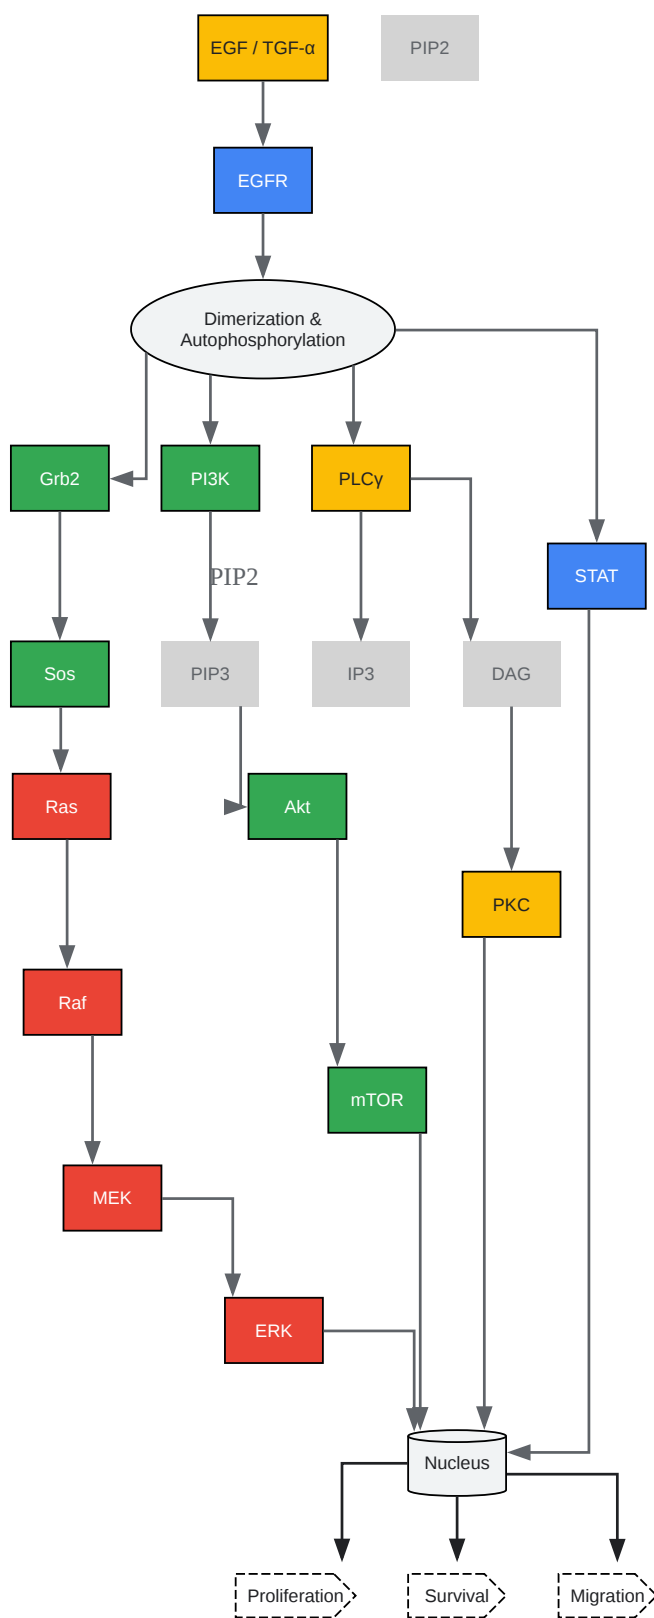 EGF / TGF-α
PIP2
EGFR
Dimerization &
Autophosphorylation
Grb2
PI3K
PLCγ
PIP2
STAT
Sos
PIP3
IP3
DAG
Ras
Akt
PKC
Raf
mTOR
MEK
ERK
Nucleus
Proliferation
Survival
Migration